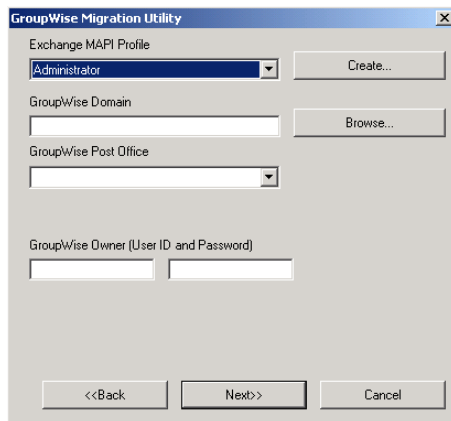 GroupWise Migration Utility
Exchange MAPI Profile
Administrator
Create...
GroupWise Domain
Browse...
GroupWise Post Office
GroupWise Owner (User ID and Password)
<<Back
Next>>
Cancel